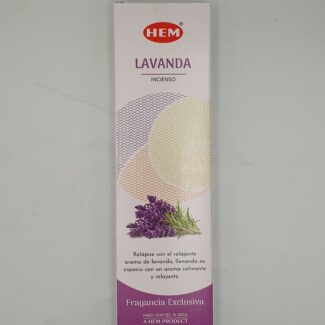 HEM
LAVANDA
INCIENSO
Relájese con el relajante
aroma de lavanda, llenando tu
espacio con un aroma calmante
y relajante.
Fragancia Exclusiva
HAND CRAFTED IN INDIA
A HEM PRODUCT